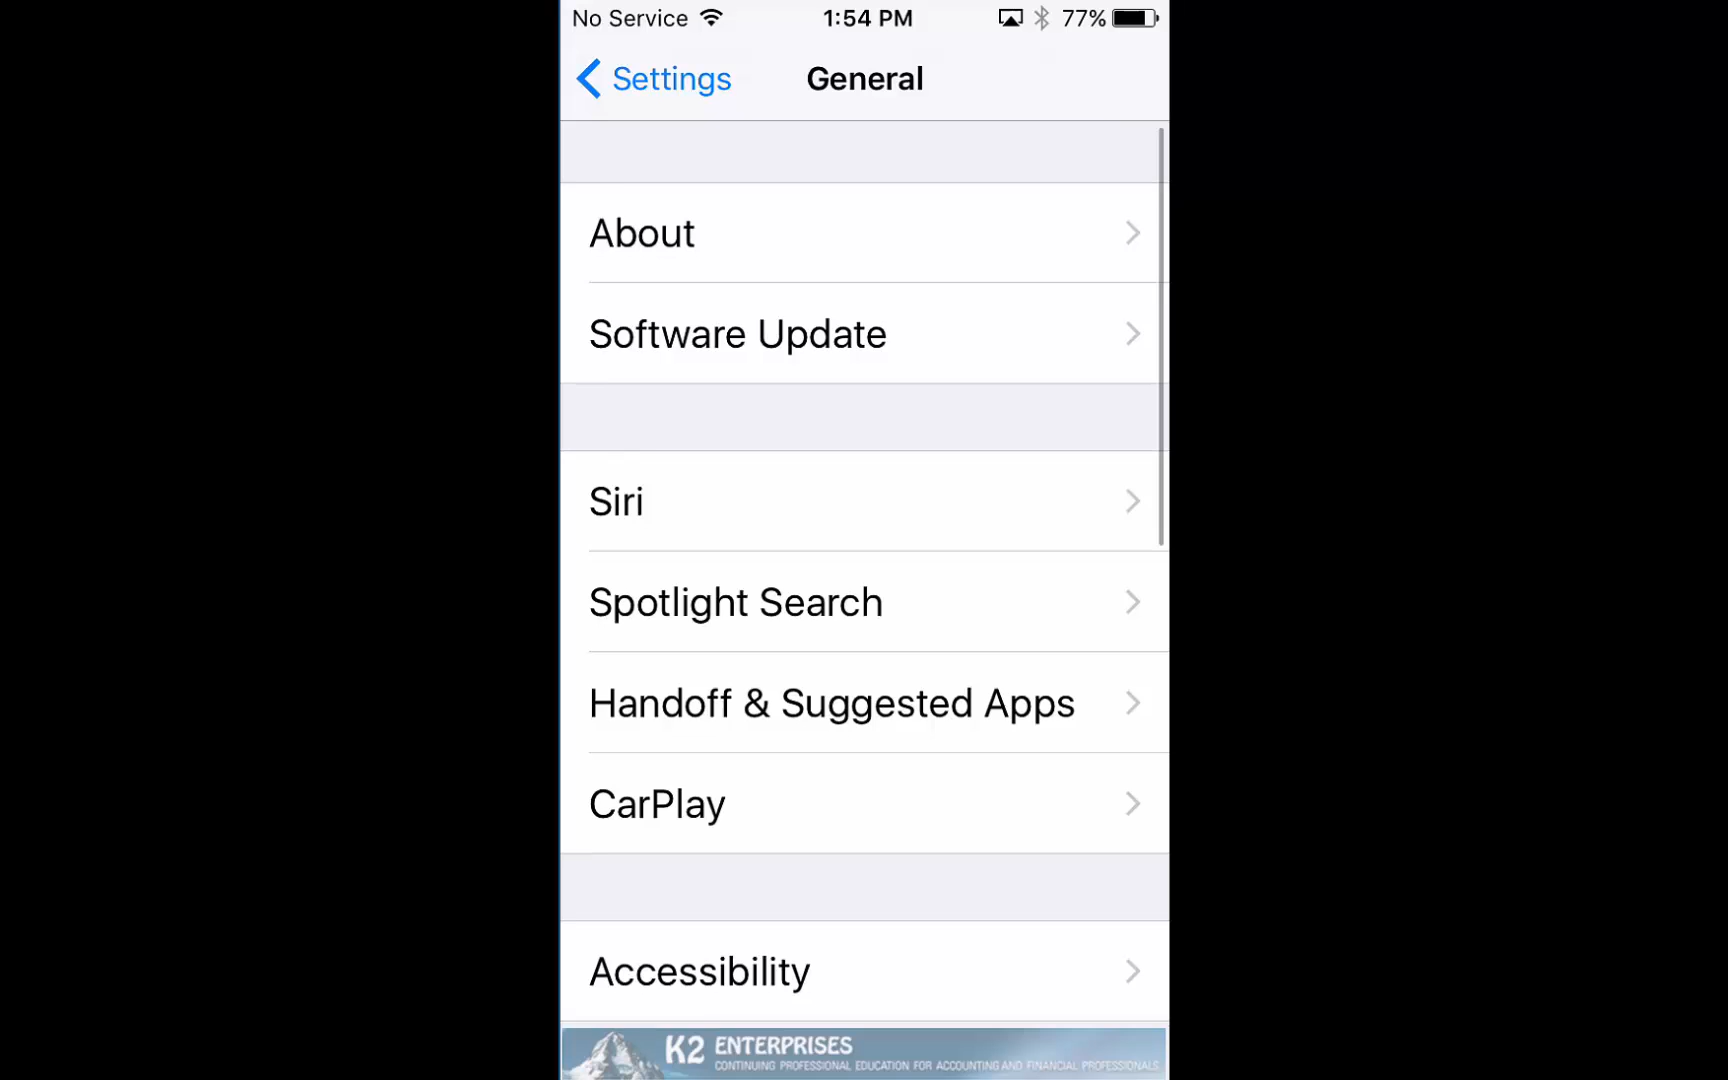 No Service 1:54 PM 77%
Settings General
About
Software Update
Siri
Spotlight Search
Handoff & Suggested Apps
CarPlay
Accessibility
K2 ENTERPRISES
CONTINUING PROFESSIONAL EDUCATION FOR ACCOUNTING AND FINANCIAL PROFESSIONALS